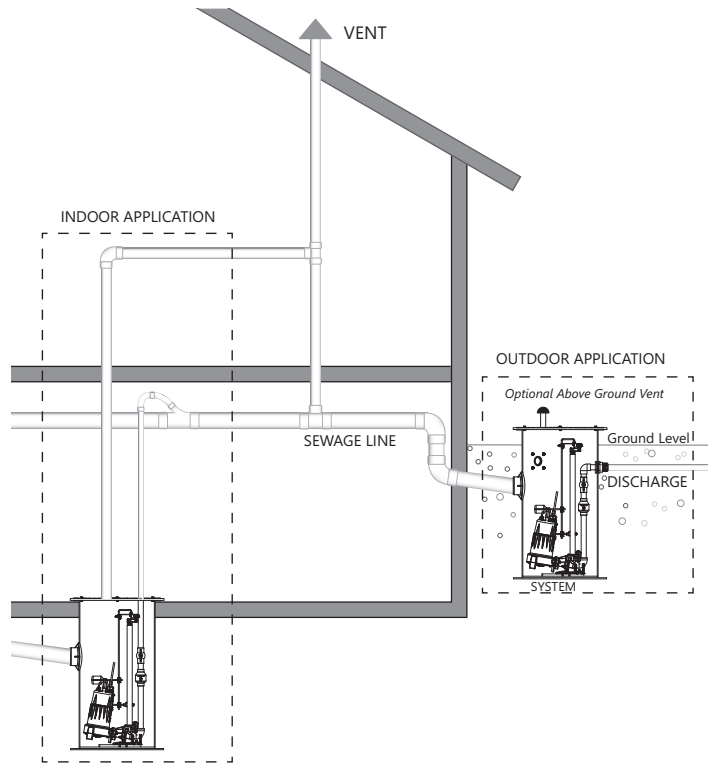 VENT
INDOOR APPLICATION
OUTDOOR APPLICATION
Optional Above Ground Vent
SEWAGE LINE
Ground Level
DISCHARGE
SYSTEM